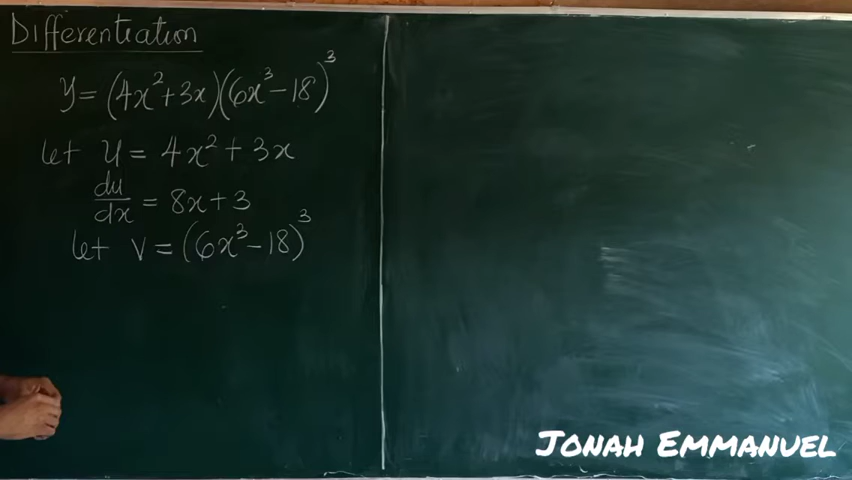 Differentiation
y = (4x² + 3x)(6x³ - 18)³
let u = 4x² + 3x
du/dx = 8x + 3
let v = (6x³ - 18)³
JONAH EMMANUEL